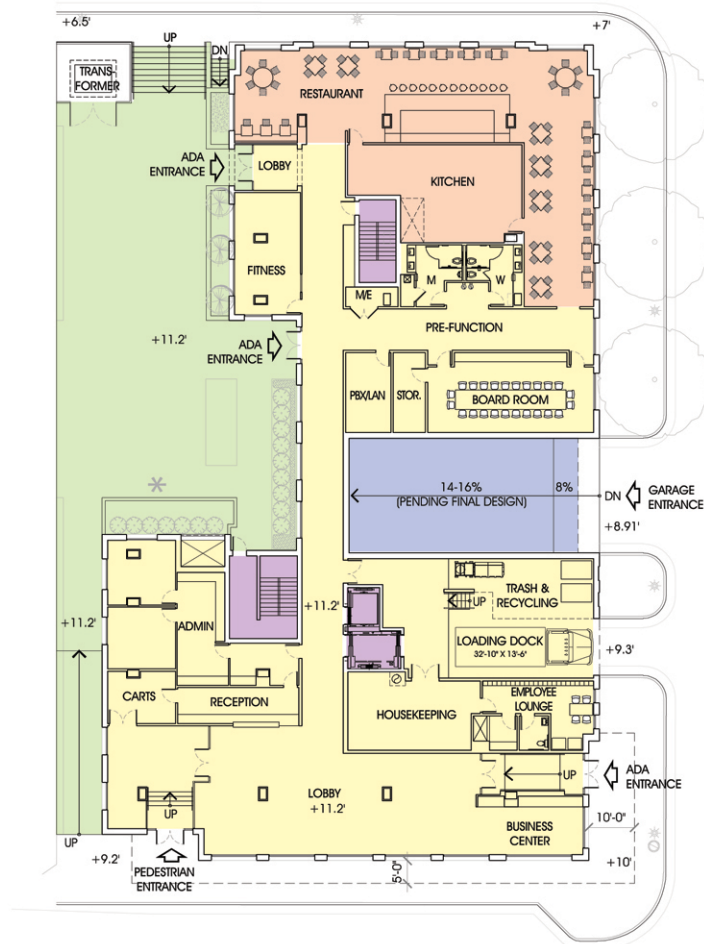 +6.5'
+7'
UP
DN
TRANS
FORMER
RESTAURANT
ADA
ENTRANCE
LOBBY
KITCHEN
FITNESS
M
W
M/E
+11.2'
ADA
ENTRANCE
PRE-FUNCTION
PBX/LAN
STOR.
BOARD ROOM
14-16%
(PENDING FINAL DESIGN)
8%
DN
GARAGE
ENTRANCE
+8.91'
TRASH &
RECYCLING
UP
+11.2'
+11.2'
ADMIN
LOADING DOCK
32'-10" X 13'-6"
+9.3'
CARTS
RECEPTION
HOUSEKEEPING
EMPLOYEE
LOUNGE
UP
ADA
ENTRANCE
LOBBY
+11.2'
UP
BUSINESS
CENTER
10'-0"
UP
+9.2'
PEDESTRIAN
ENTRANCE
5'-0"
+10'